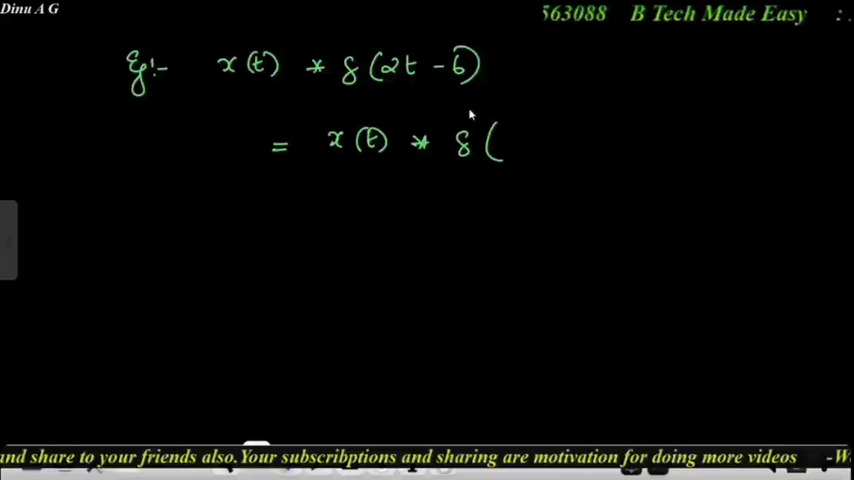 Dinu A G
563088 B Tech Made Easy :
Eg:- x(t) * δ(2t - 6)
= x(t) * δ(
and share to your friends also. Your subscribptions and sharing are motivation for doing more videos -W